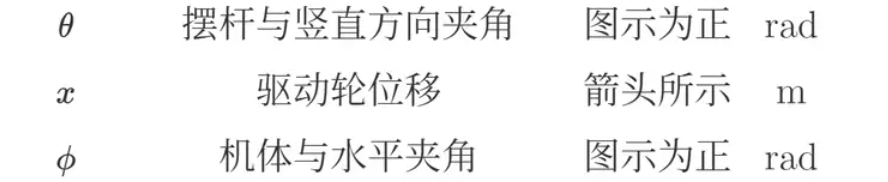 θ 摆杆与竖直方向夹角 图示为正 rad
x 驱动轮位移 箭头所示 m
ϕ 机体与水平夹角 图示为正 rad